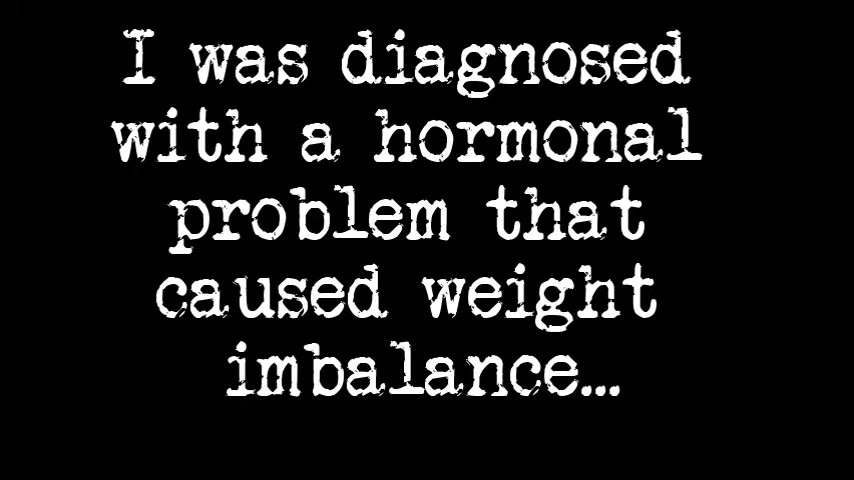 I was diagnosed
with a hormonal
problem that
caused weight
imbalance...